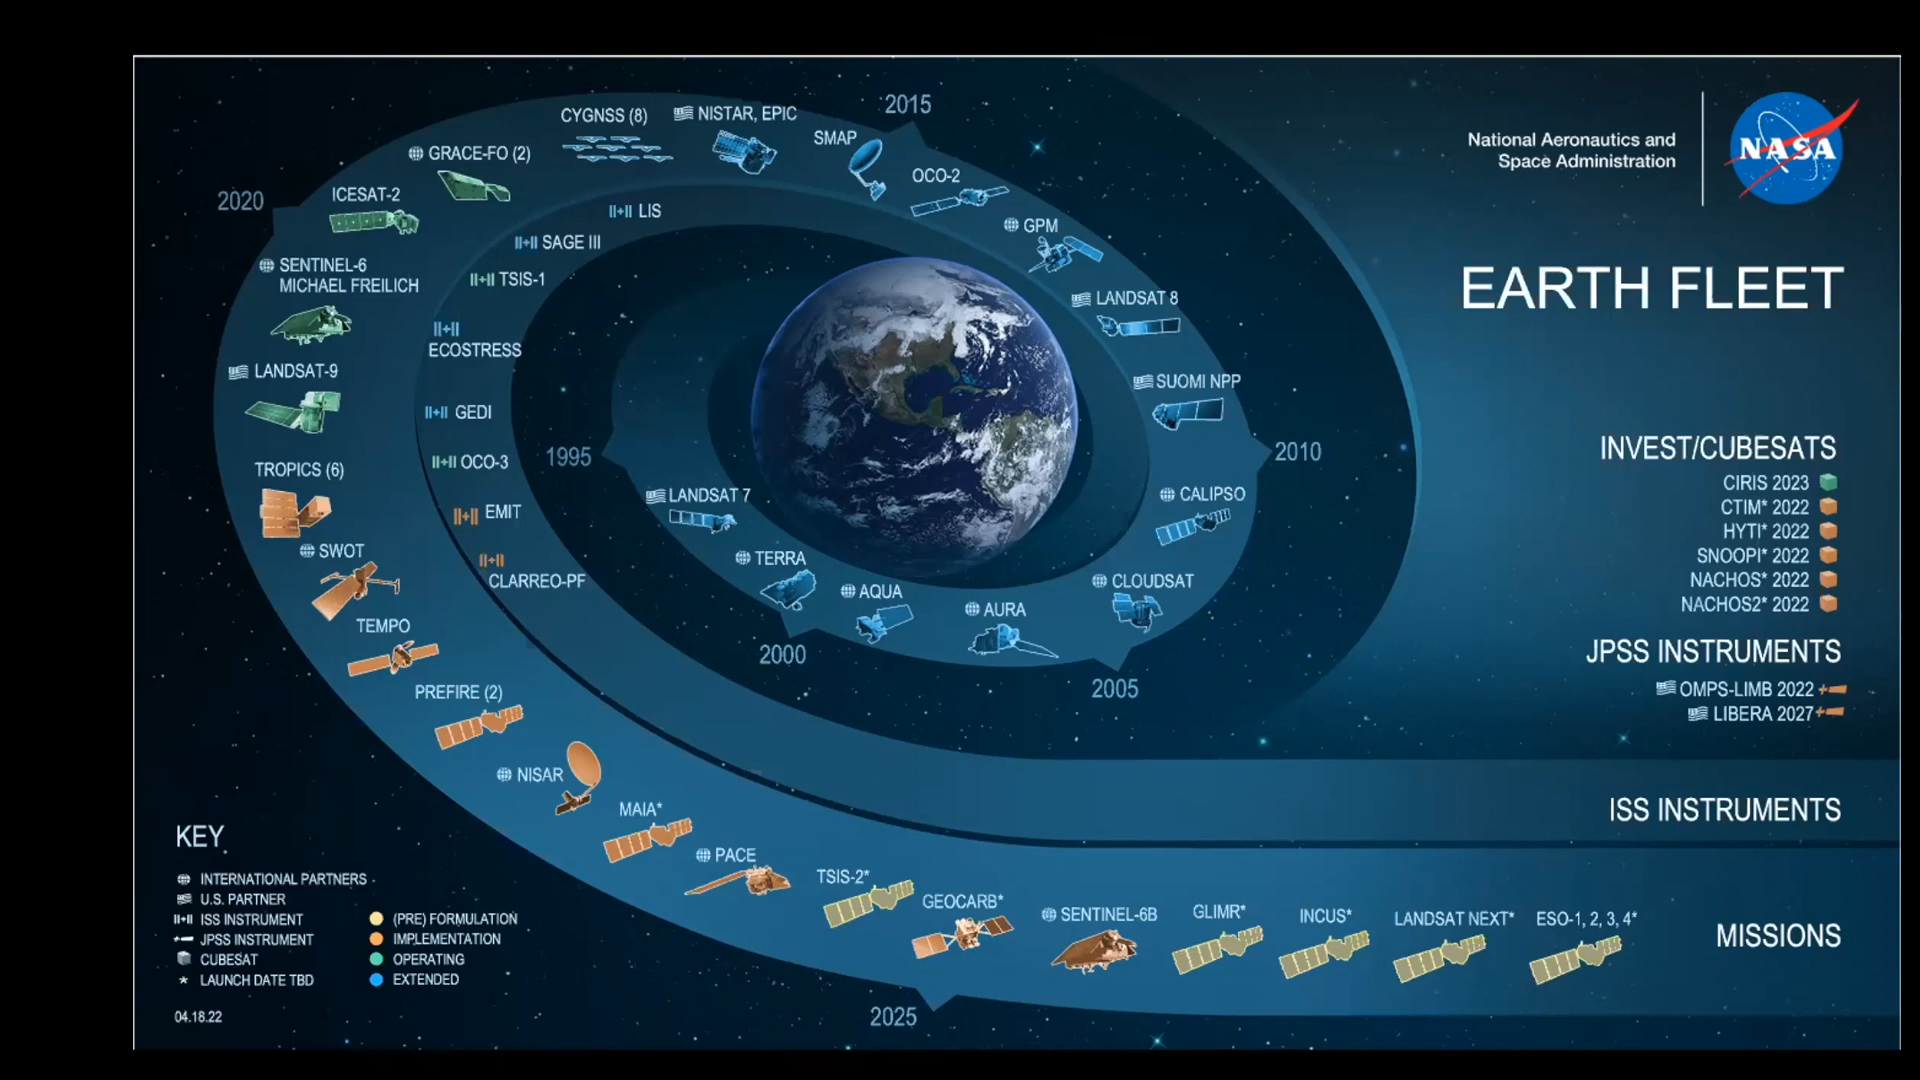 CYGNSS (8)
NISTAR, EPIC
2015
SMAP
GRACE-FO (2)
OCO-2
ICESAT-2
2020
LIS
GPM
SAGE III
SENTINEL-6
MICHAEL FREILICH
TSIS-1
LANDSAT 8
ECOSTRESS
LANDSAT-9
SUOMI NPP
GEDI
1995
2010
OCO-3
TROPICS (6)
LANDSAT 7
CALIPSO
EMIT
SWOT
TERRA
CLARREO-PF
AQUA
CLOUDSAT
AURA
TEMPO
2000
2005
PREFIRE (2)
NISAR
MAIA*
PACE
TSIS-2*
GEOCARB*
SENTINEL-6B
GLIMR*
INCUS*
LANDSAT NEXT*
ESO-1, 2, 3, 4*
2025
National Aeronautics and
Space Administration
NASA
EARTH FLEET
INVEST/CUBESATS
CIRIS 2023
CTIM* 2022
HYTI* 2022
SNOOPI* 2022
NACHOS* 2022
NACHOS2* 2022
JPSS INSTRUMENTS
OMPS-LIMB 2022
LIBERA 2027
ISS INSTRUMENTS
MISSIONS
KEY
INTERNATIONAL PARTNERS
U.S. PARTNER
ISS INSTRUMENT
JPSS INSTRUMENT
CUBESAT
* LAUNCH DATE TBD
(PRE) FORMULATION
IMPLEMENTATION
OPERATING
EXTENDED
04.18.22